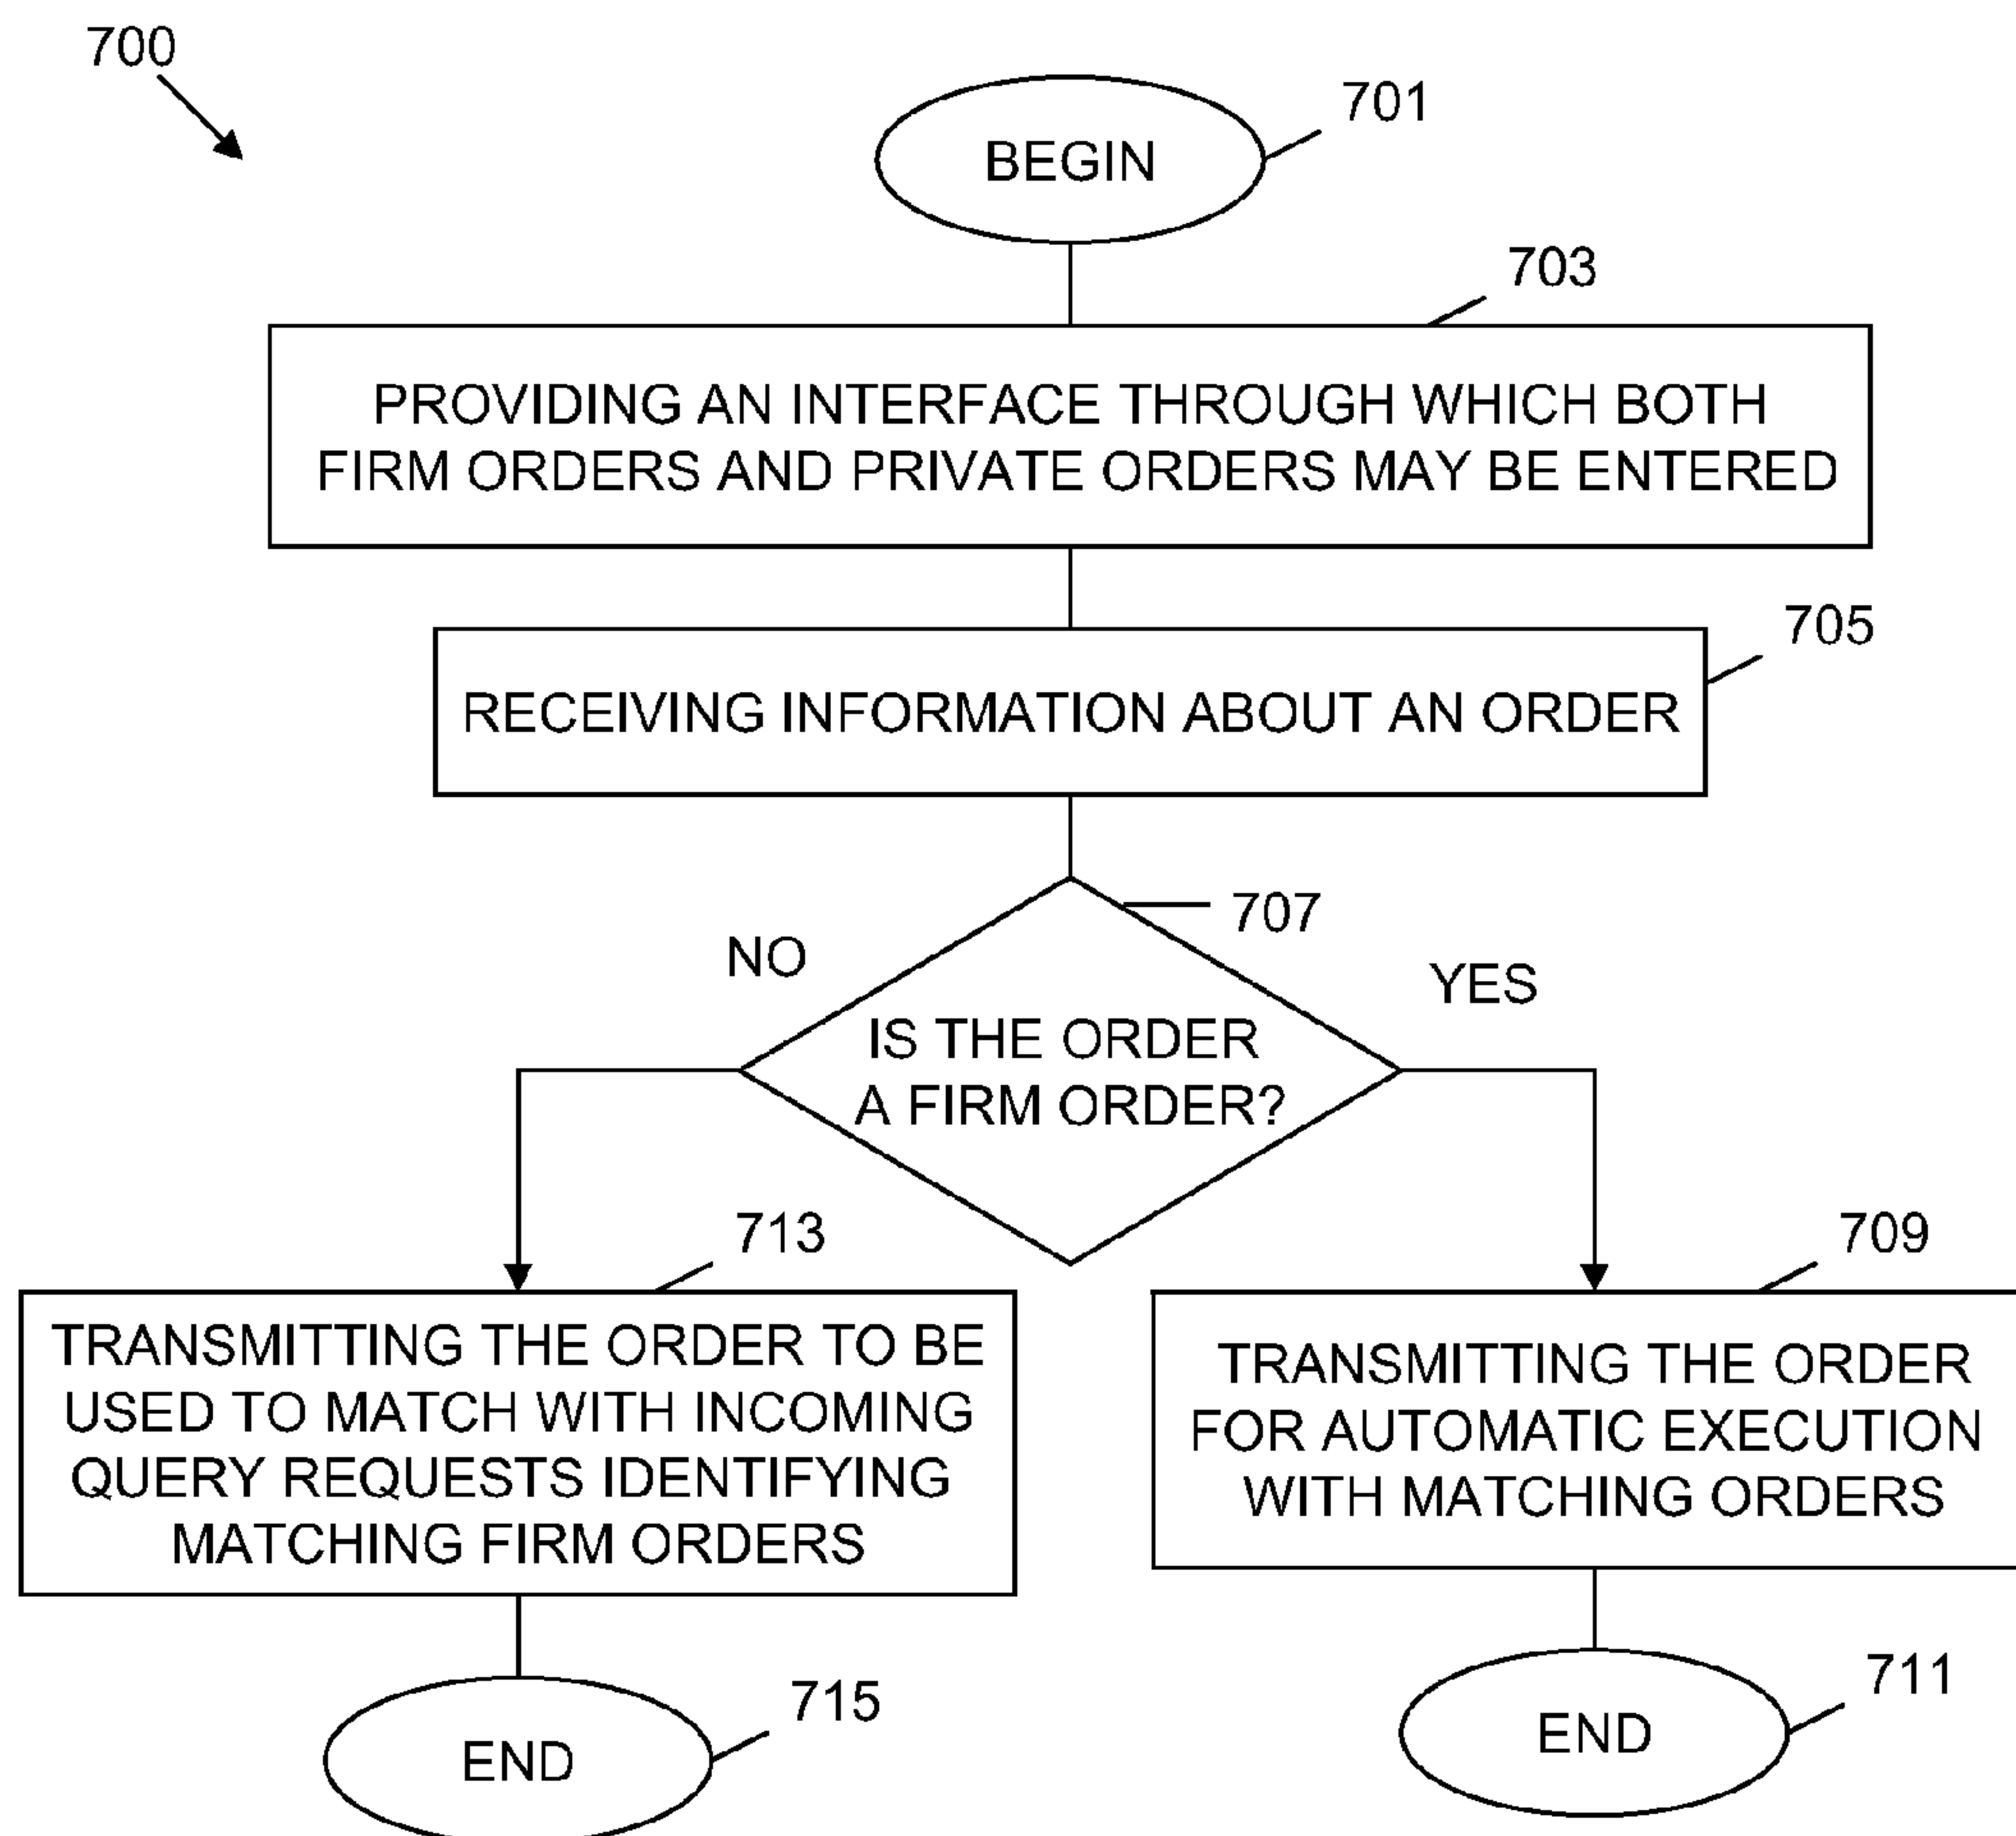 700
701
BEGIN
703
PROVIDING AN INTERFACE THROUGH WHICH BOTH
FIRM ORDERS AND PRIVATE ORDERS MAY BE ENTERED
705
RECEIVING INFORMATION ABOUT AN ORDER
707
NO
YES
IS THE ORDER
A FIRM ORDER?
713
TRANSMITTING THE ORDER TO BE
USED TO MATCH WITH INCOMING
QUERY REQUESTS IDENTIFYING
MATCHING FIRM ORDERS
709
TRANSMITTING THE ORDER
FOR AUTOMATIC EXECUTION
WITH MATCHING ORDERS
715
END
711
END